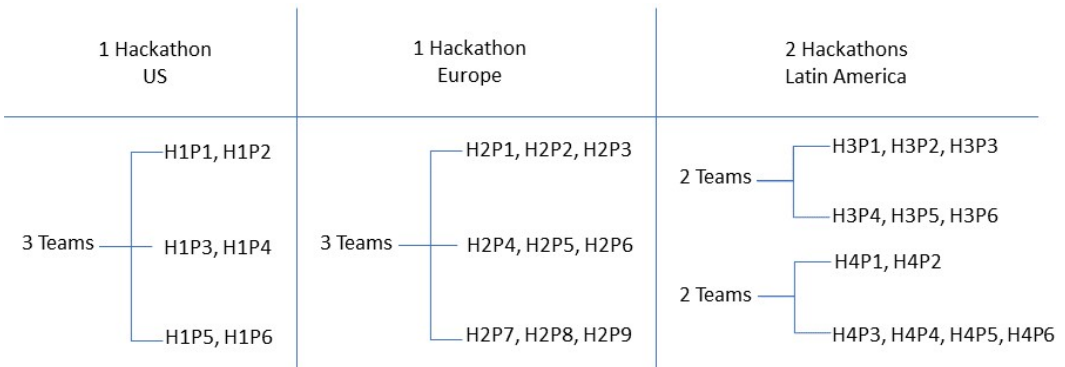 1 Hackathon
US
1 Hackathon
Europe
2 Hackathons
Latin America
3 Teams
H1P1, H1P2
H1P3, H1P4
H1P5, H1P6
3 Teams
H2P1, H2P2, H2P3
H2P4, H2P5, H2P6
H2P7, H2P8, H2P9
2 Teams
H3P1, H3P2, H3P3
H3P4, H3P5, H3P6
2 Teams
H4P1, H4P2
H4P3, H4P4, H4P5, H4P6